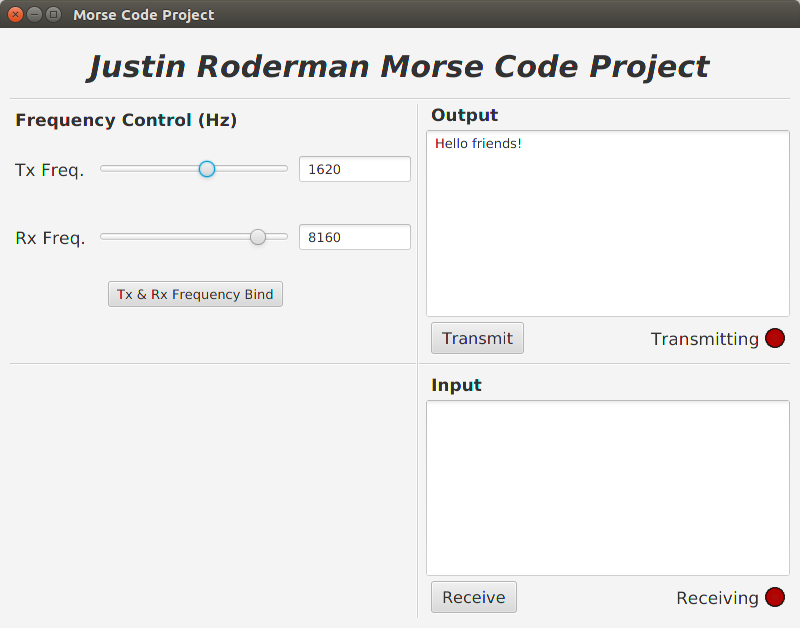 Morse Code Project
Justin Roderman Morse Code Project
Frequency Control (Hz)
Tx Freq.
1620
Rx Freq.
8160
Tx & Rx Frequency Bind
Output
Hello friends!
Transmit
Transmitting
Input
Receive
Receiving